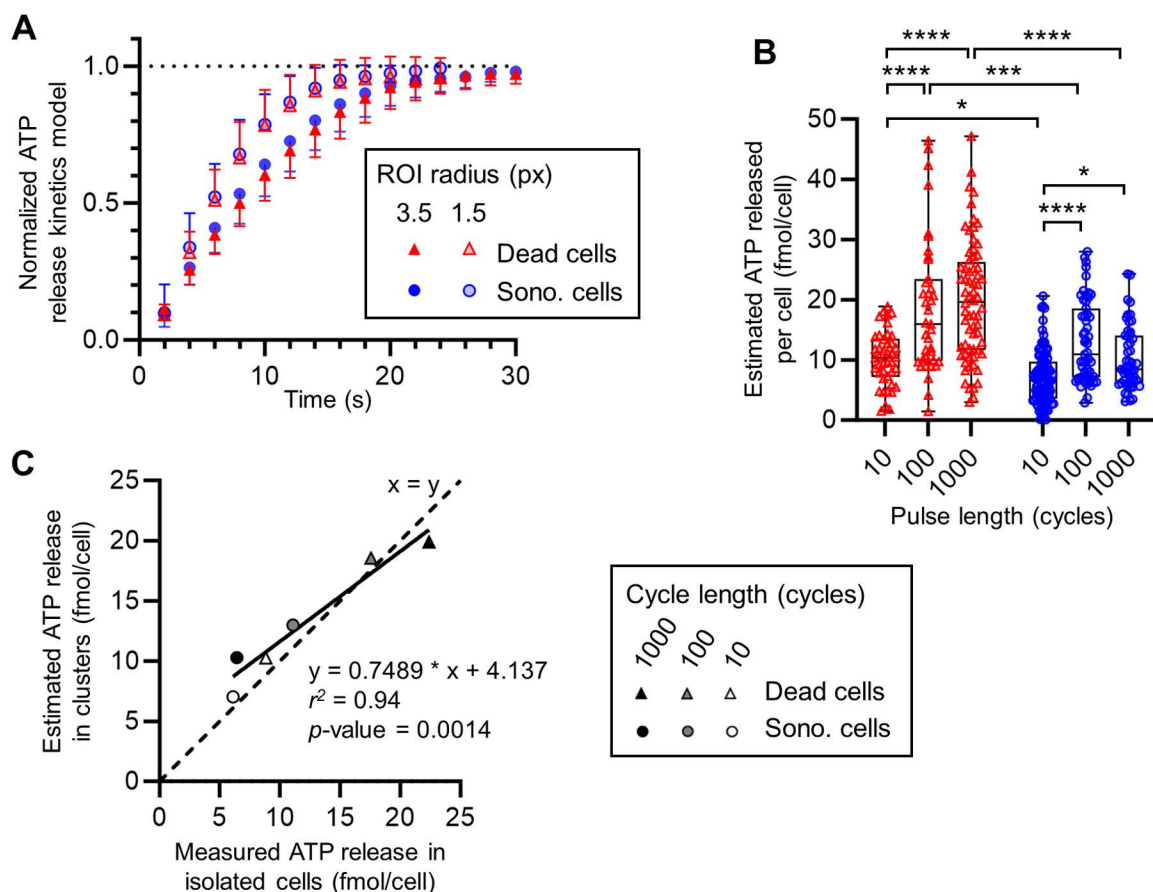 A
Normalized ATP
release kinetics model
1.0
0.5
0.0
0
10
20
30
Time (s)
ROI radius (px)
3.5 1.5
Dead cells
Sono. cells
B
**** ****
**** ***
*
*
****
Estimated ATP released
per cell (fmol/cell)
50
40
30
20
10
0
10 100 1000 10 100 1000
Pulse length (cycles)
C
Estimated ATP release
in clusters (fmol/cell)
25
20
15
10
5
0
0 5 10 15 20 25
x = y
y = 0.7489 * x + 4.137
r² = 0.94
p-value = 0.0014
Measured ATP release in
isolated cells (fmol/cell)
Cycle length (cycles)
1000 100 10
Dead cells
Sono. cells